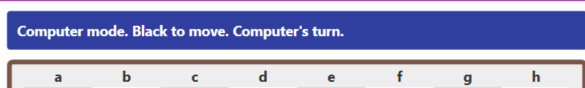 Computer mode. Black to move. Computer's turn.
a b c d e f g h